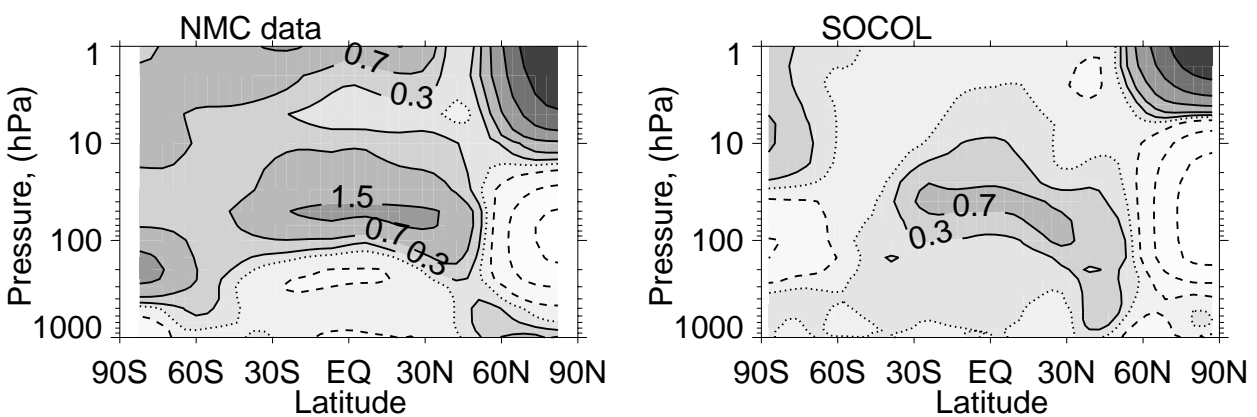 NMC data
SOCOL
1
10
100
1000
Pressure, (hPa)
0.7
0.3
1.5
0.7
0.3
90S 60S 30S EQ 30N 60N 90N
Latitude
1
10
100
1000
Pressure, (hPa)
0.7
0.3
90S 60S 30S EQ 30N 60N 90N
Latitude